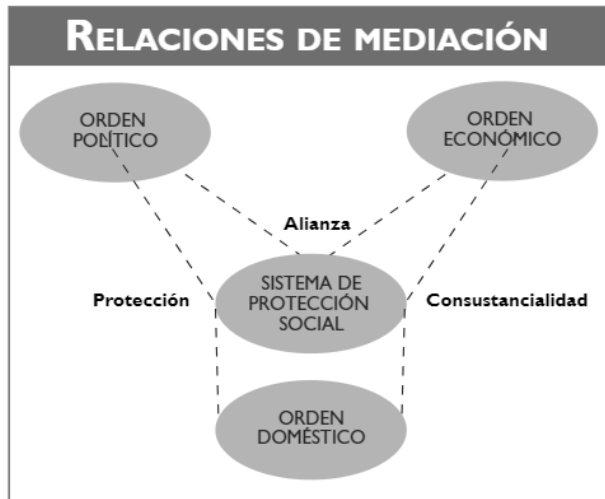 RELACIONES DE MEDIACIÓN
ORDEN
POLÍTICO
ORDEN
ECONÓMICO
Alianza
Protección
SISTEMA DE
PROTECCIÓN
SOCIAL
Consustancialidad
ORDEN
DOMÉSTICO